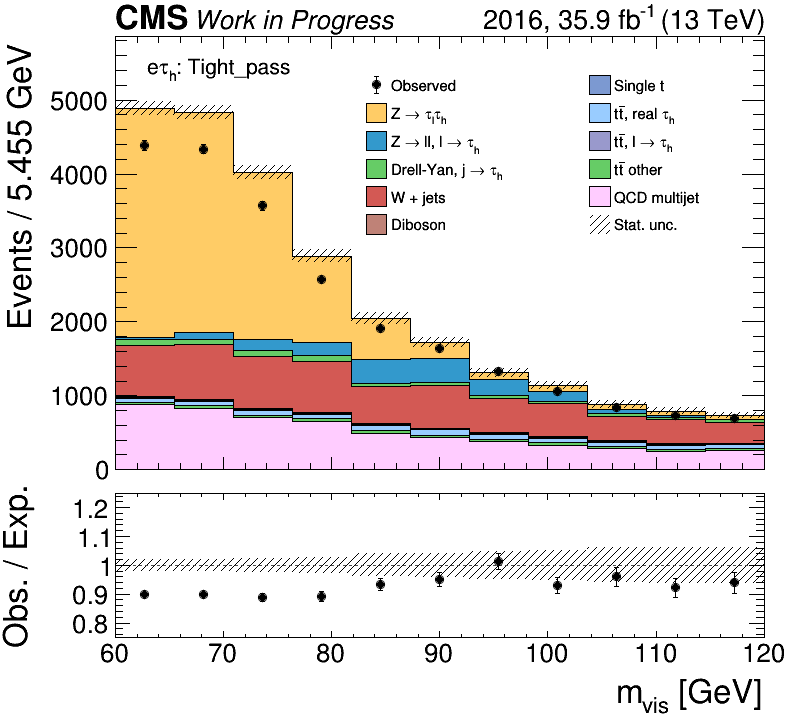 CMS Work in Progress 2016, 35.9 fb⁻¹ (13 TeV)
eτₕ: Tight_pass
Observed
Z → τₗτₕ
Z → ll, l → τₕ
Drell-Yan, j → τₕ
W + jets
Diboson
Single t
tt̄, real τₕ
tt̄, l → τₕ
tt̄ other
QCD multijet
Stat. unc.
Events / 5.455 GeV
5000
4000
3000
2000
1000
0
Obs. / Exp.
1.2
1.1
1
0.9
0.8
60 70 80 90 100 110 120
m_vis [GeV]